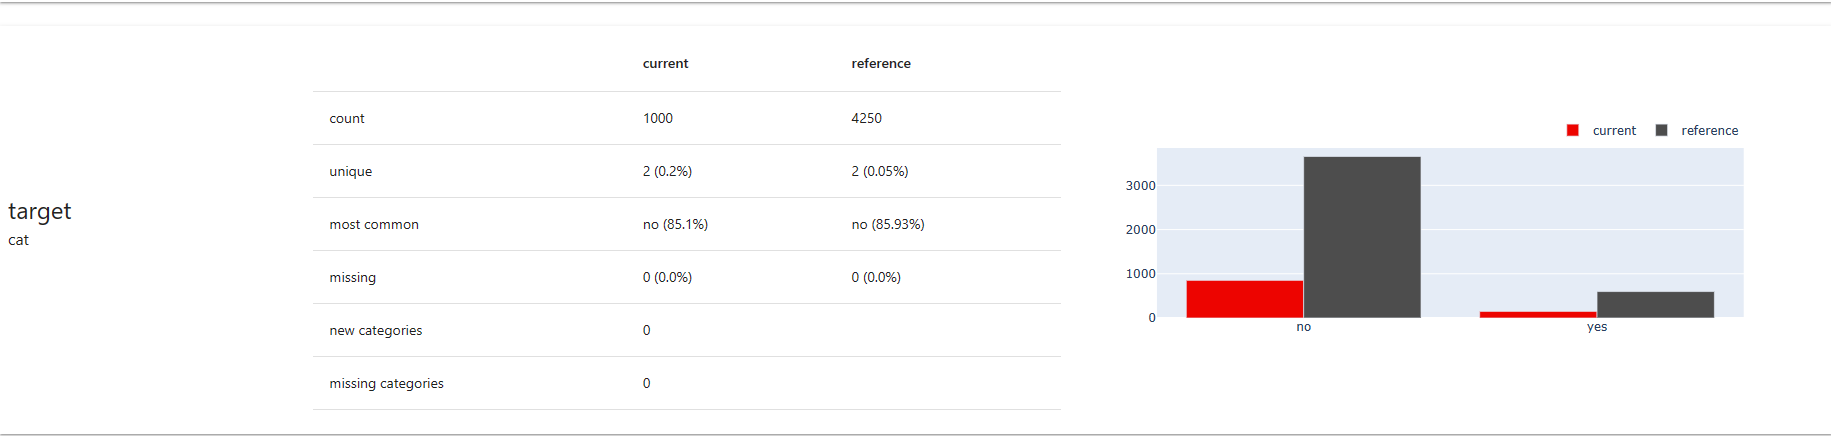 target
cat
current reference
count 1000 4250
unique 2 (0.2%) 2 (0.05%)
most common no (85.1%) no (85.93%)
missing 0 (0.0%) 0 (0.0%)
new categories 0
missing categories 0
current reference
3000
2000
1000
0
no yes